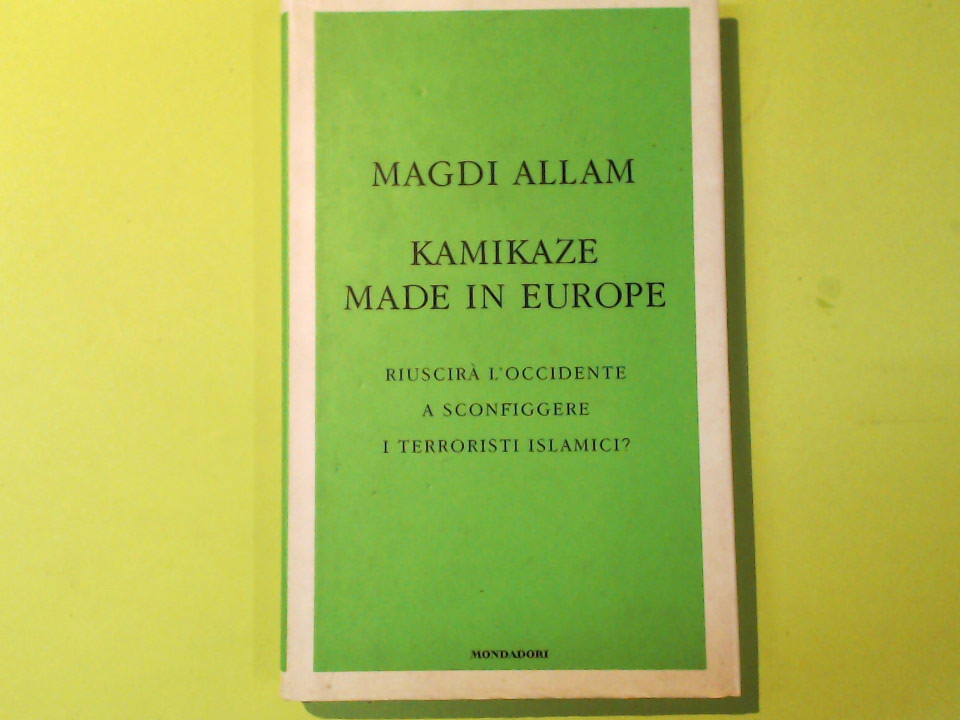 MAGDI ALLAM
KAMIKAZE
MADE IN EUROPE
RIUSCIRÀ L'OCCIDENTE
A SCONFIGGERE
I TERRORISTI ISLAMICI?
MONDADORI